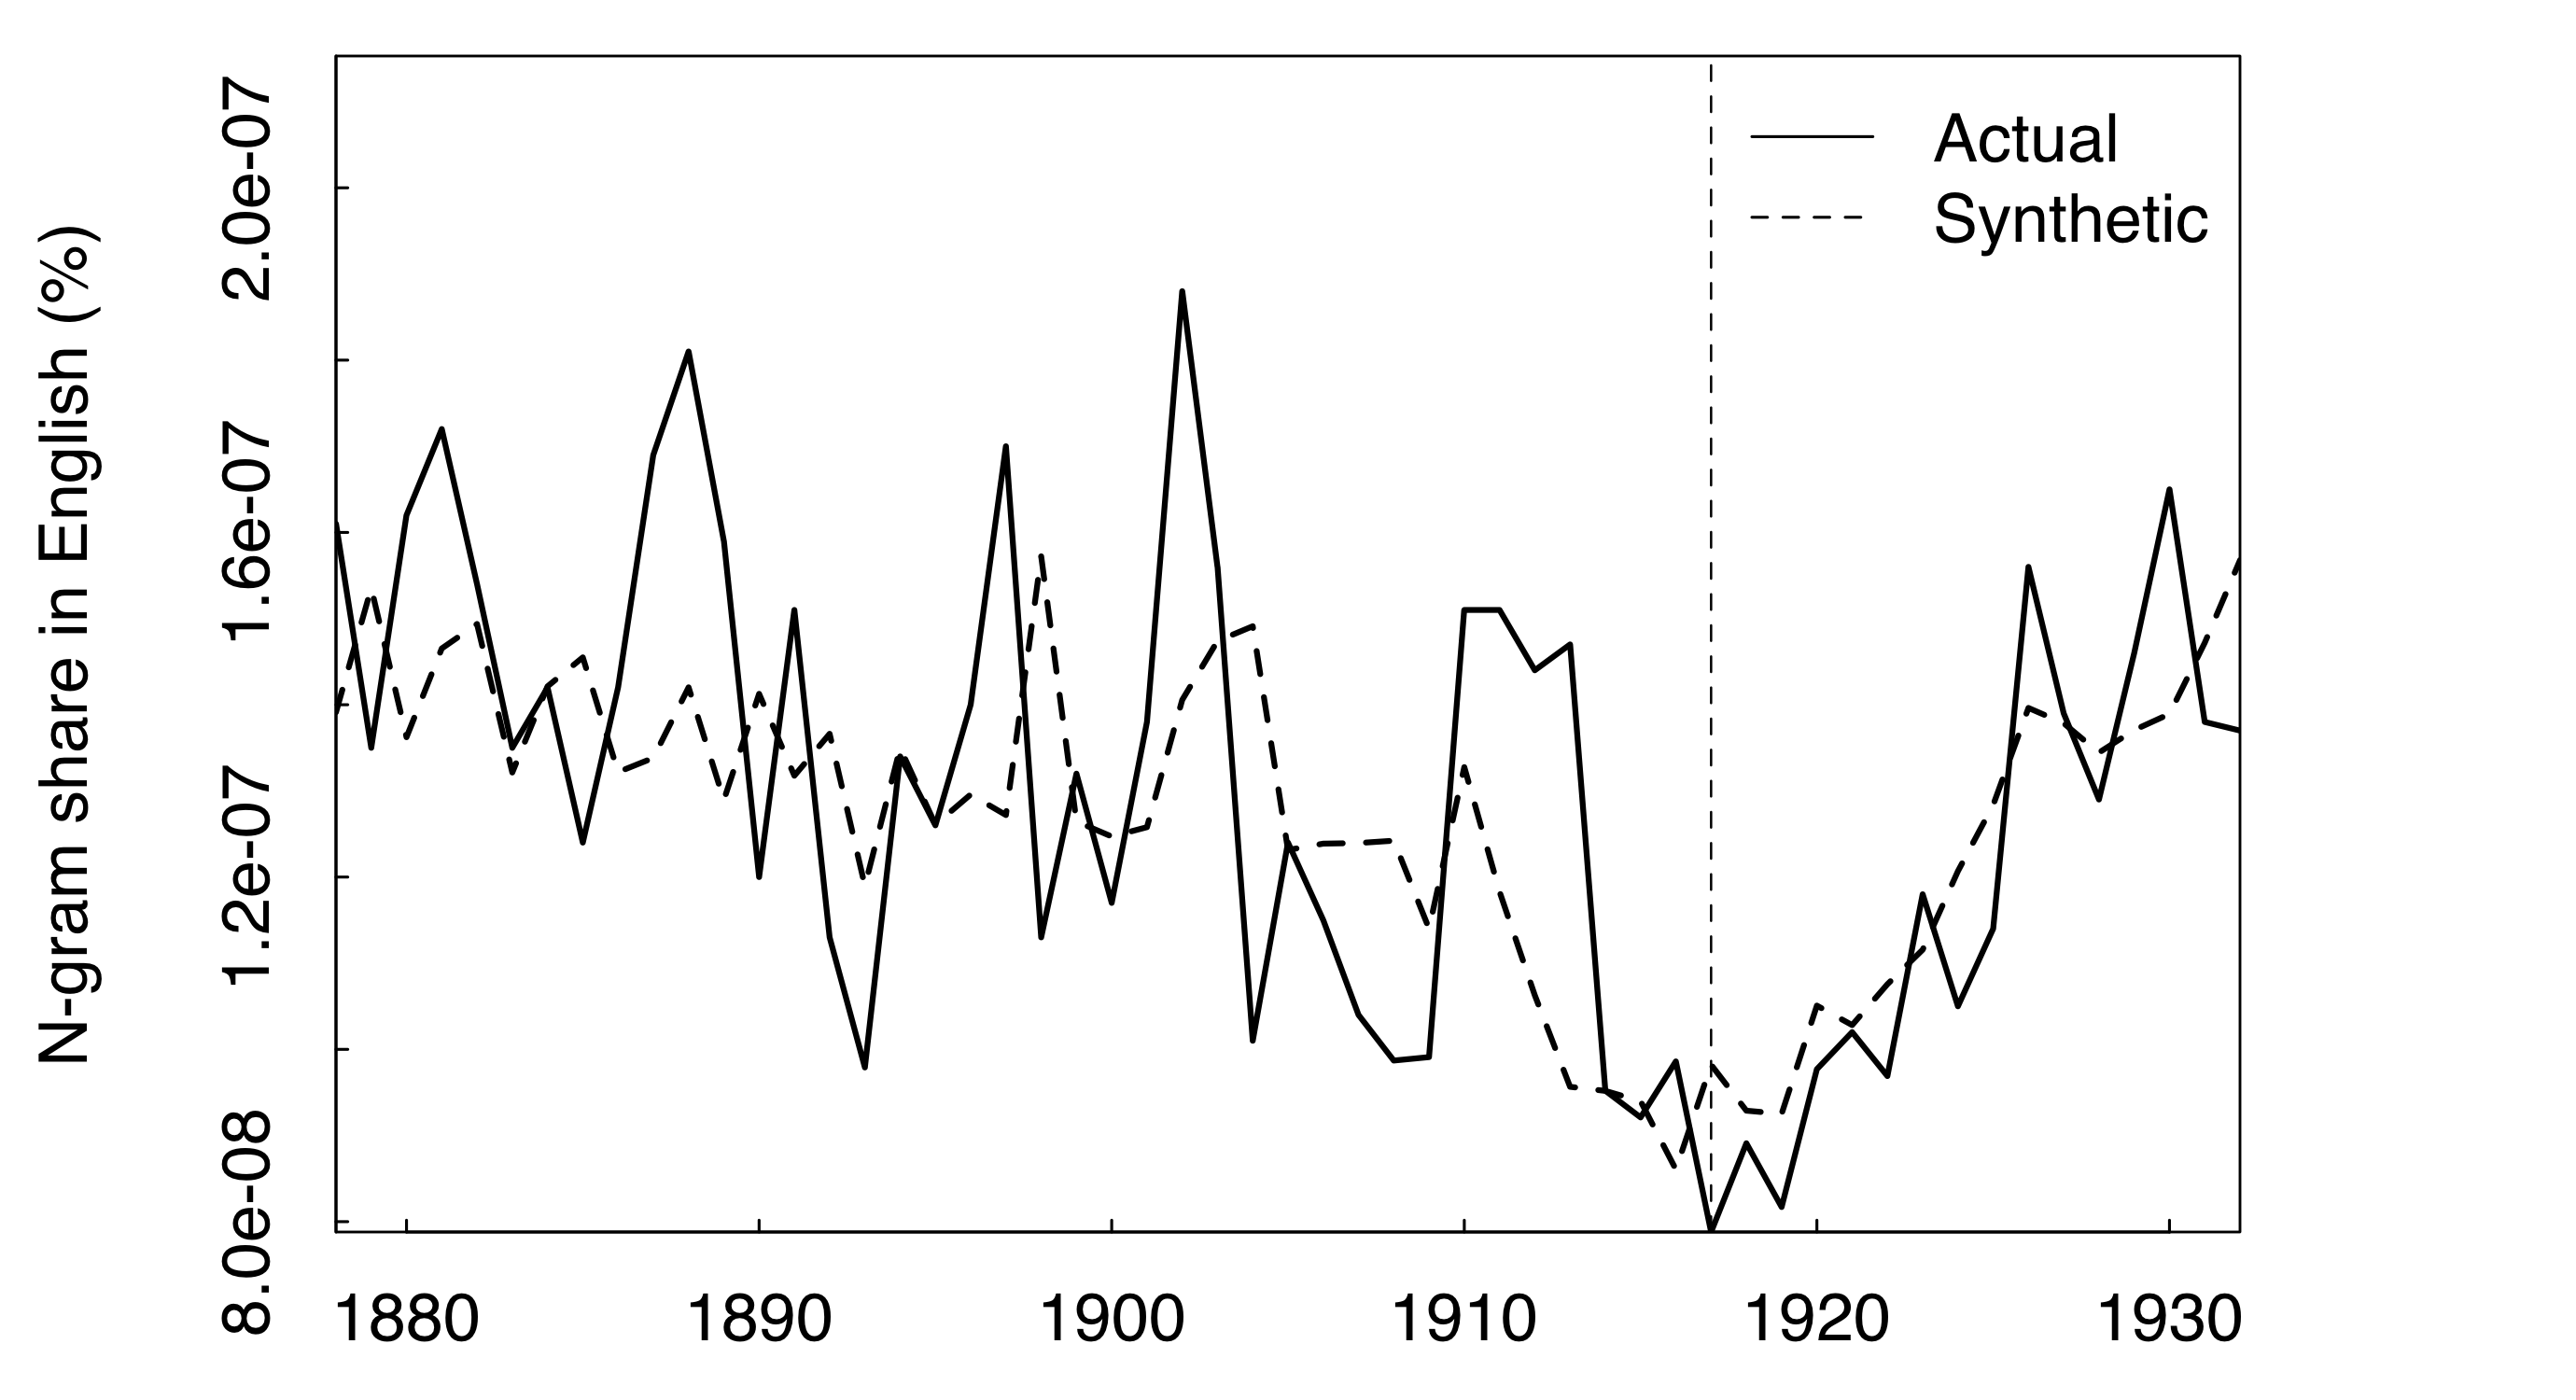 N-gram share in English (%)
2.0e-07
1.6e-07
1.2e-07
8.0e-08
Actual
Synthetic
1880 1890 1900 1910 1920 1930